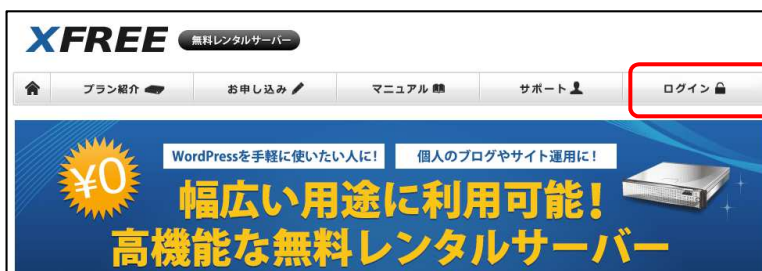 XFREE 無料レンタルサーバー
プラン紹介 お申し込み マニュアル サポート ログイン
¥0
WordPressを手軽に使いたい人に! 個人のブログやサイト運用に!
幅広い用途に利用可能!
高機能な無料レンタルサーバー